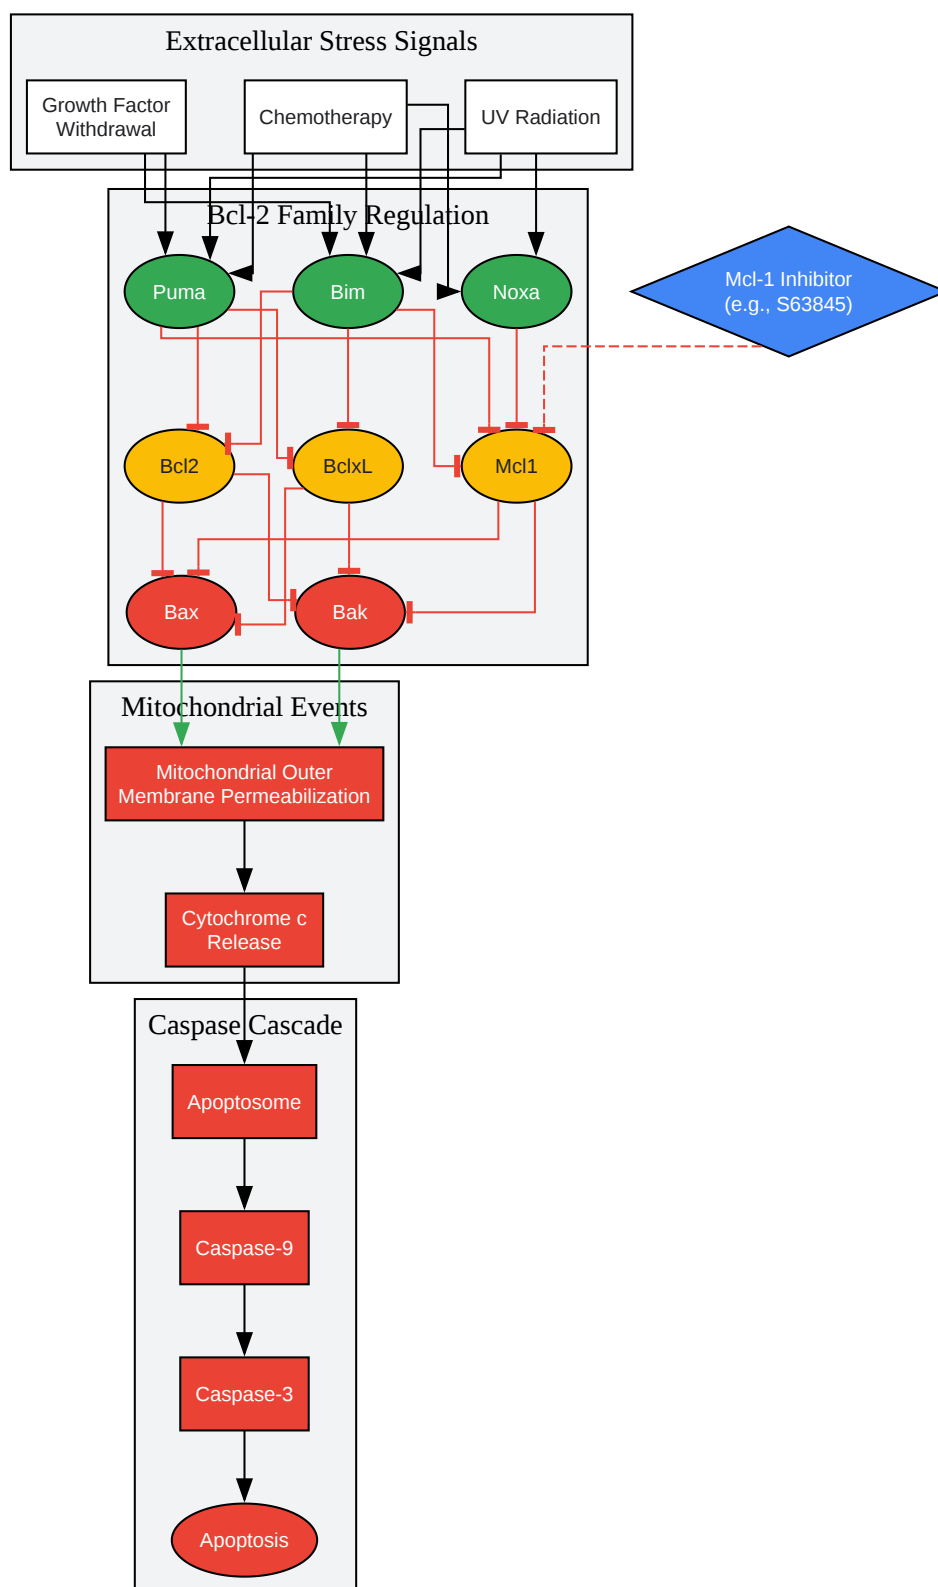 Extracellular Stress Signals
Growth Factor
Withdrawal
Chemotherapy
UV Radiation
Bcl-2 Family Regulation
Puma
Bim
Noxa
Mcl-1 Inhibitor
(e.g., S63845)
Bcl2
BclxL
Mcl1
Bax
Bak
Mitochondrial Events
Mitochondrial Outer
Membrane Permeabilization
Cytochrome c
Release
Caspase Cascade
Apoptosome
Caspase-9
Caspase-3
Apoptosis